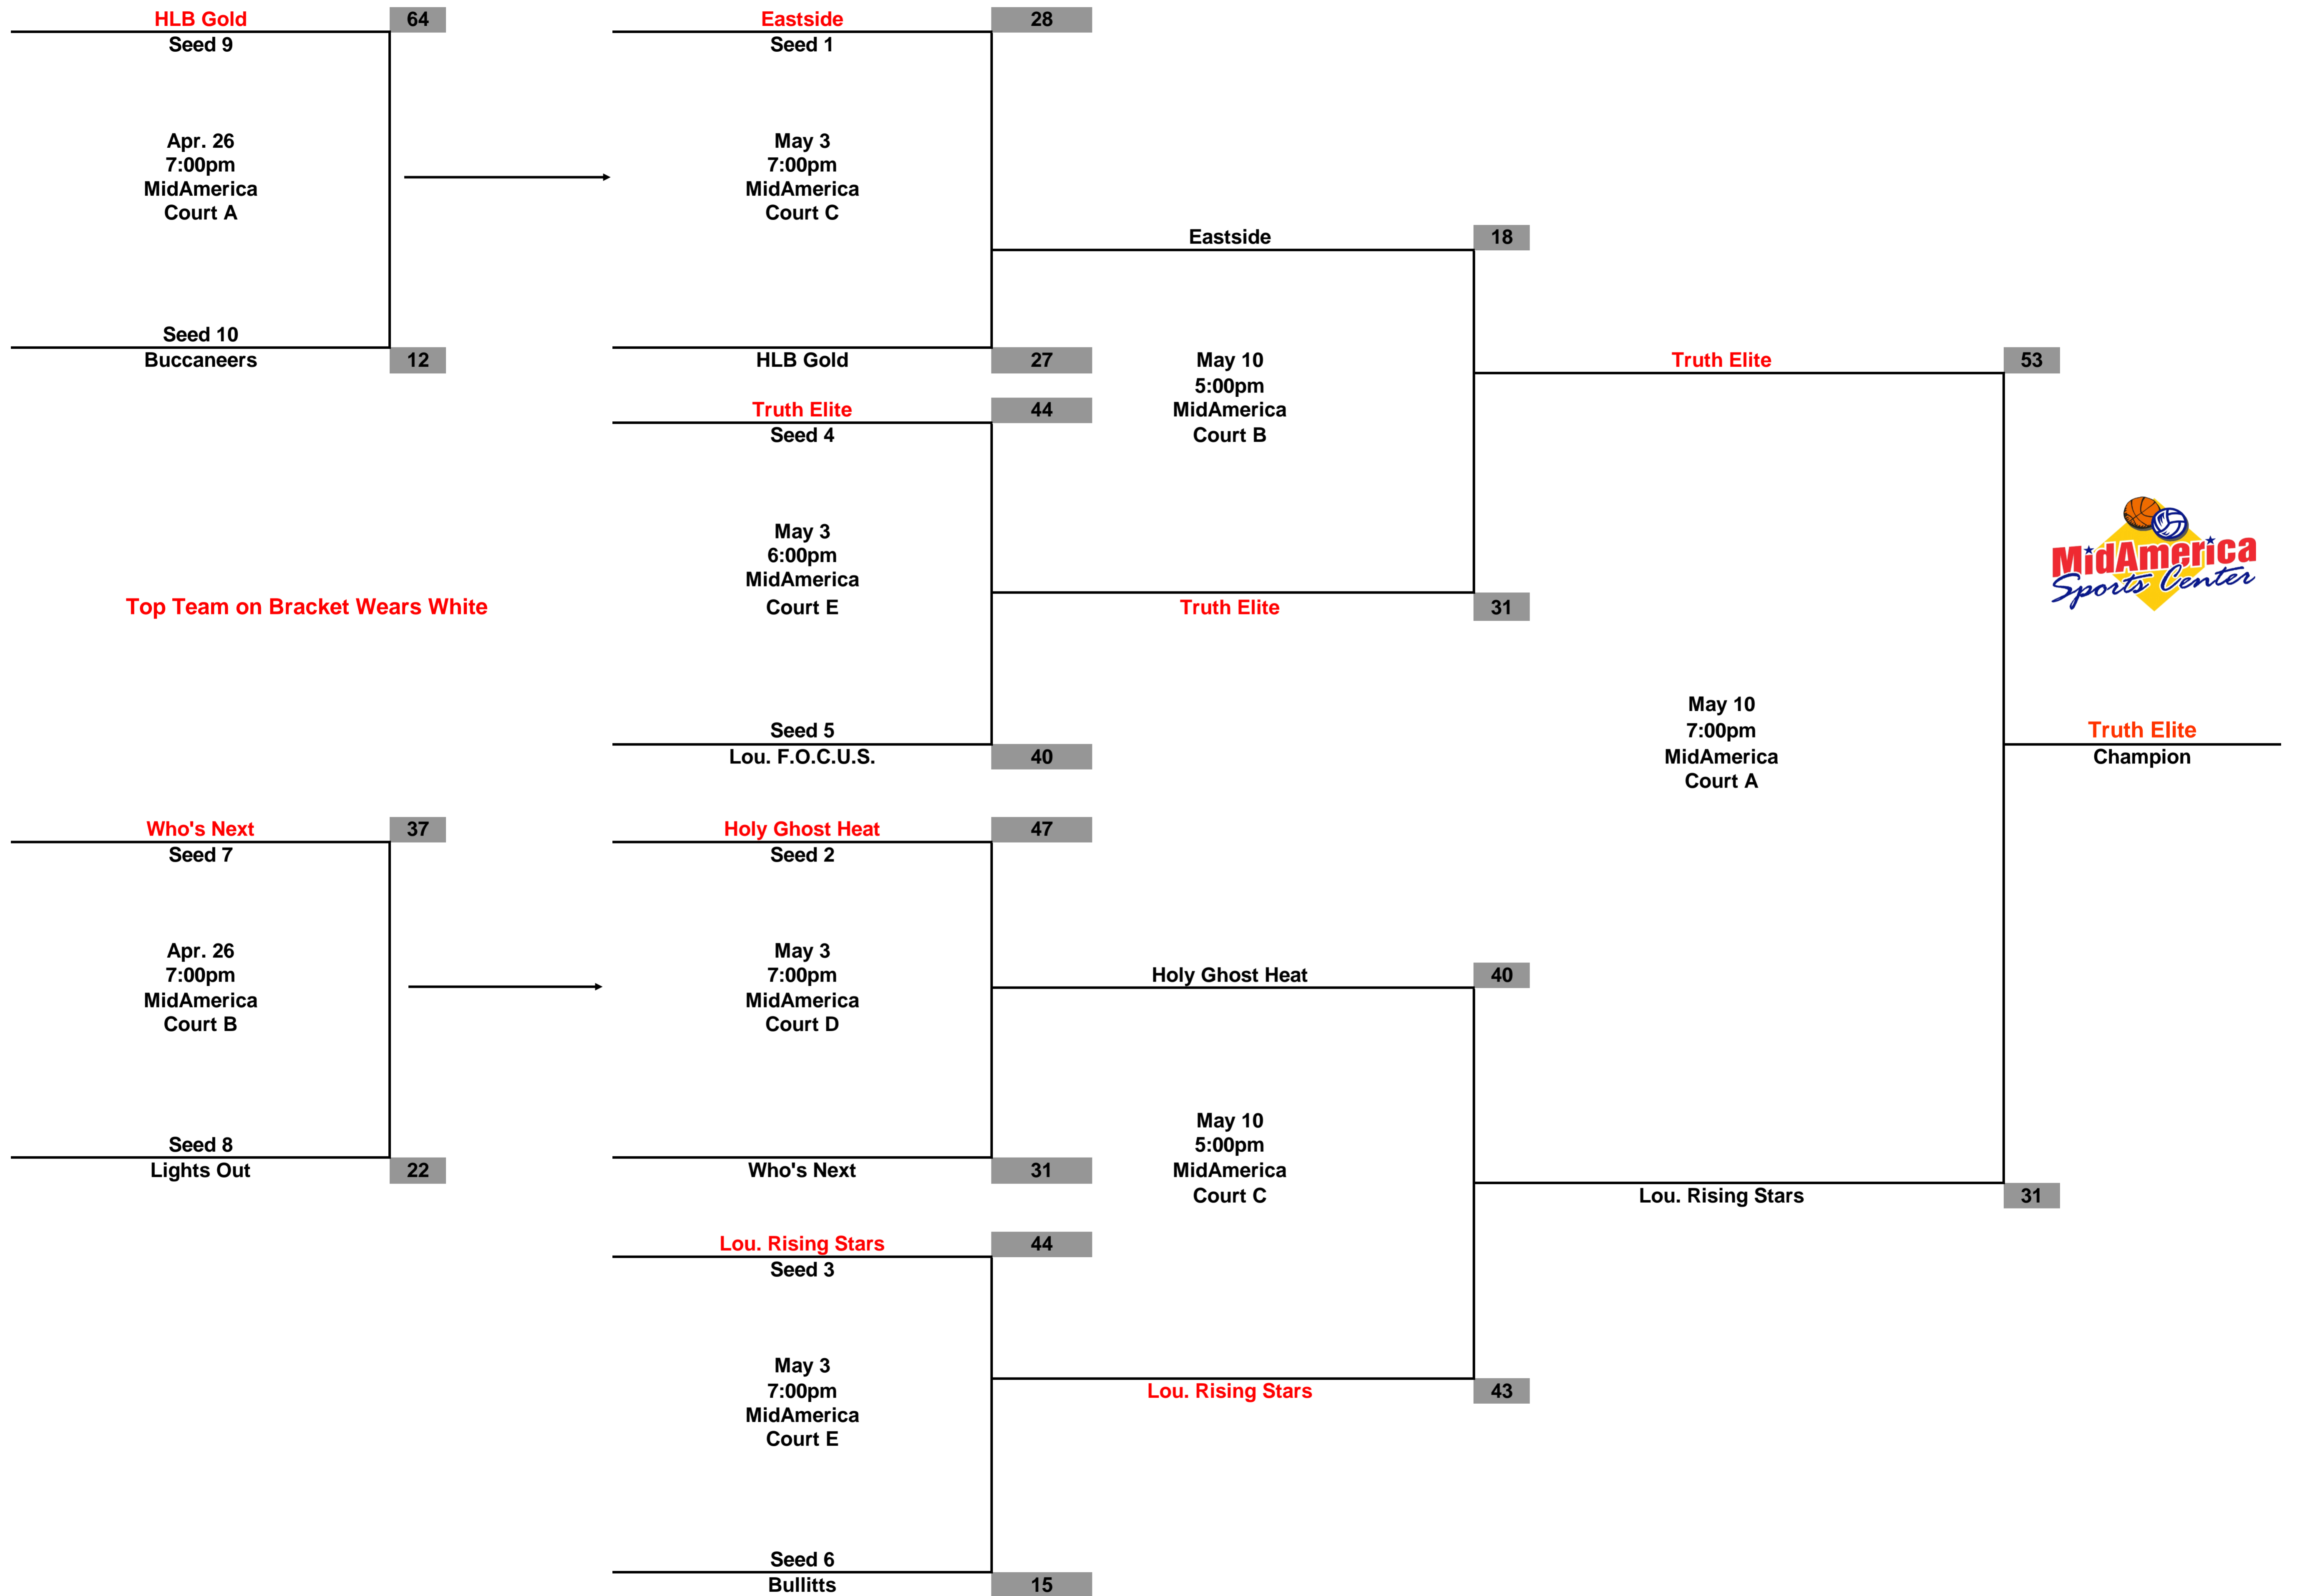 HLB Gold 64
Seed 9
Apr. 26
7:00pm
MidAmerica
Court A
Seed 10
Buccaneers 12
Eastside 28
Seed 1
May 3
7:00pm
MidAmerica
Court C
HLB Gold 27
Truth Elite 44
Seed 4
May 3
6:00pm
MidAmerica
Court E
Seed 5
Lou. F.O.C.U.S. 40
Top Team on Bracket Wears White
Who's Next 37
Seed 7
Apr. 26
7:00pm
MidAmerica
Court B
Seed 8
Lights Out 22
Holy Ghost Heat 47
Seed 2
May 3
7:00pm
MidAmerica
Court D
Who's Next 31
Lou. Rising Stars 44
Seed 3
May 3
7:00pm
MidAmerica
Court E
Seed 6
Bullitts 15
Eastside 18
May 10
5:00pm
MidAmerica
Court B
Truth Elite 31
Holy Ghost Heat 40
May 10
5:00pm
MidAmerica
Court C
Lou. Rising Stars 43
Truth Elite 53
May 10
7:00pm
MidAmerica
Court A
Lou. Rising Stars 31
MidAmerica
Sports Center
Truth Elite
Champion